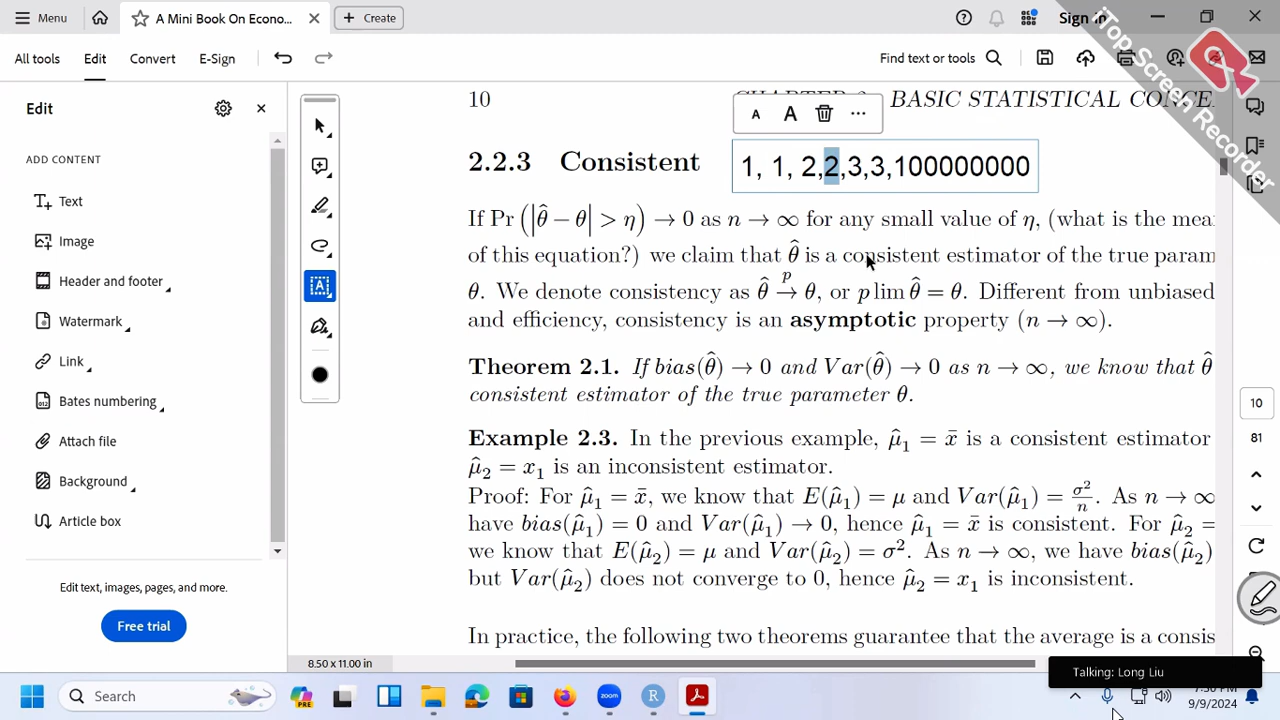 Menu
A Mini Book On Econo...
Create
Sign in
iTop Screen Recorder
All tools
Edit
Convert
E-Sign
Find text or tools
Edit
ADD CONTENT
Text
Image
Header and footer
Watermark
Link
Bates numbering
Attach file
Background
Article box
Edit text, images, pages, and more.
Free trial
10
BASIC STATISTICAL CONCE
A A ...
2.2.3 Consistent
1, 1, 2,2,3,3,100000000
If Pr (|θ̂ − θ| > η) → 0 as n → ∞ for any small value of η, (what is the mea
of this equation?) we claim that θ̂ is a consistent estimator of the true param
θ. We denote consistency as θ̂ →p θ, or p lim θ̂ = θ. Different from unbiased
and efficiency, consistency is an asymptotic property (n → ∞).
Theorem 2.1. If bias(θ̂) → 0 and Var(θ̂) → 0 as n → ∞, we know that θ̂
consistent estimator of the true parameter θ.
Example 2.3. In the previous example, μ̂₁ = x̄ is a consistent estimator
μ̂₂ = x₁ is an inconsistent estimator.
Proof: For μ̂₁ = x̄, we know that E(μ̂₁) = μ and Var(μ̂₁) = σ²/n. As n → ∞
have bias(μ̂₁) = 0 and Var(μ̂₁) → 0, hence μ̂₁ = x̄ is consistent. For μ̂₂ =
we know that E(μ̂₂) = μ and Var(μ̂₂) = σ². As n → ∞, we have bias(μ̂₂)
but Var(μ̂₂) does not converge to 0, hence μ̂₂ = x₁ is inconsistent.
In practice, the following two theorems guarantee that the average is a consis
8.50 x 11.00 in
10
81
Talking: Long Liu
Search
PRE
zoom
R
9/9/2024